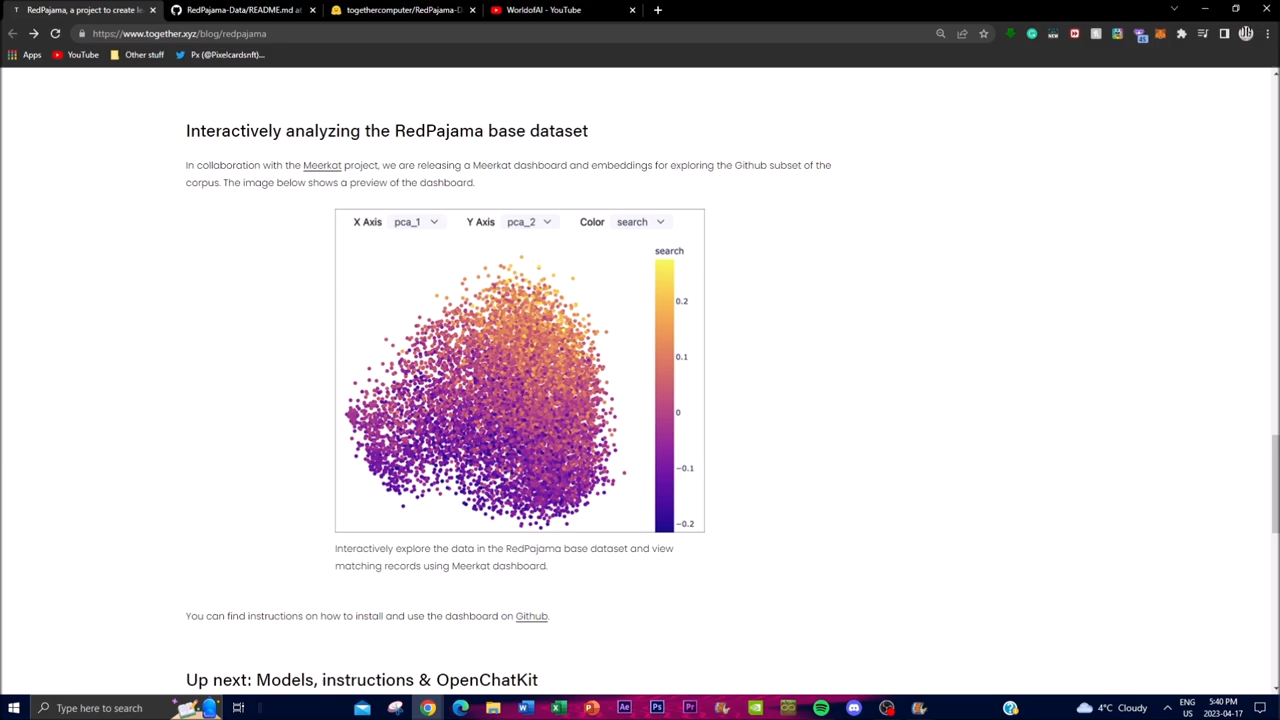 RedPajama, a project to create le
RedPajama-Data/README.md at
togethercomputer/RedPajama-D
WorldofAI - YouTube
https://www.together.xyz/blog/redpajama
Apps
YouTube
Other stuff
Px (@Pixelcardsnft)...
Interactively analyzing the RedPajama base dataset
In collaboration with the Meerkat project, we are releasing a Meerkat dashboard and embeddings for exploring the Github subset of the
corpus. The image below shows a preview of the dashboard.
X Axis pca_1 Y Axis pca_2 Color search
search
0.2
0.1
0
−0.1
−0.2
Interactively explore the data in the RedPajama base dataset and view
matching records using Meerkat dashboard.
You can find instructions on how to install and use the dashboard on Github.
Up next: Models, instructions & OpenChatKit
Type here to search
4°C Cloudy
ENG
US
5:40 PM
2023-04-17